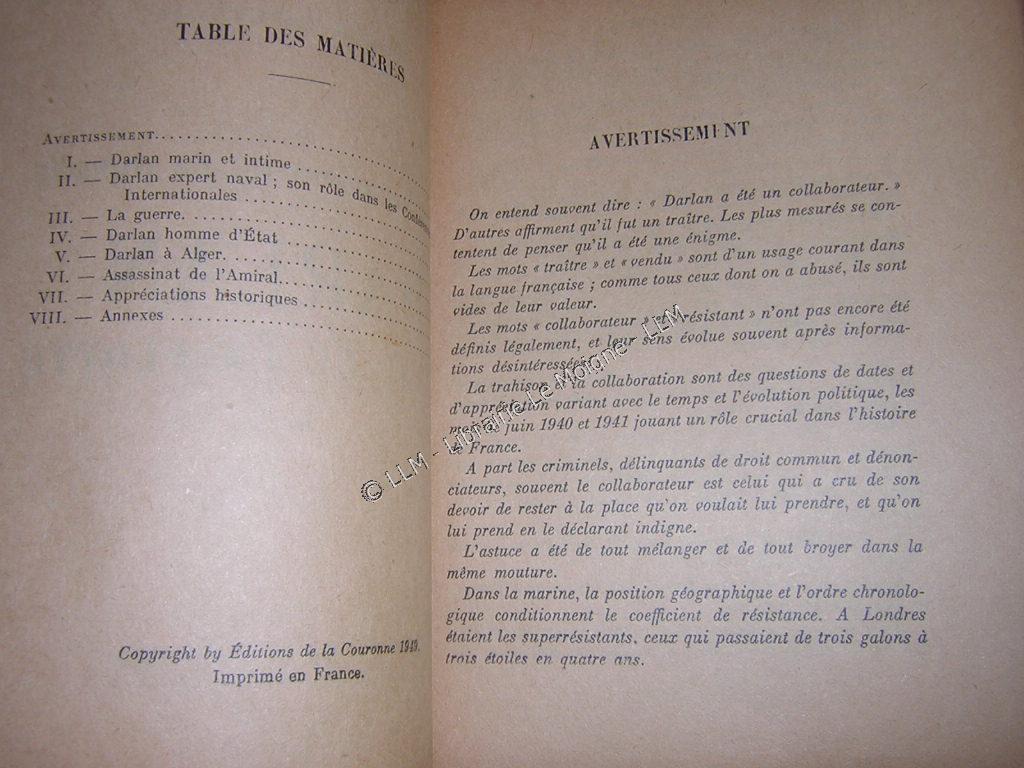 TABLE DES MATIÈRES
AVERTISSEMENT
I. — Darlan marin et intime
II. — Darlan expert naval ; son rôle dans les
Internationales
III. — La guerre.
IV. — Darlan homme d'État
V. — Darlan à Alger.
VI. — Assassinat de l'Amiral.
VII. — Appréciations historiques
VIII. — Annexes
Copyright by Éditions de la Couronne 1949.
Imprimé en France.
AVERTISSEMENT
On entend souvent dire : « Darlan a été un collaborateur. »
D'autres affirment qu'il fut un traître. Les plus mesurés se con-
tentent de penser qu'il a été une énigme.
Les mots « traître » et « vendu » sont d'un usage courant dans
la langue française ; comme tous ceux dont on a abusé, ils sont
vides de leur valeur.
Les mots « collaborateur » et « résistant » n'ont pas encore été
définis légalement, et leur sens évolue souvent après informa-
tions désintéressées.
La trahison la collaboration sont des questions de dates et
d'appréciation variant avec le temps et l'évolution politique, les
juin 1940 et 1941 jouant un rôle crucial dans l'histoire
France.
A part les criminels, délinquants de droit commun et dénon-
ciateurs, souvent le collaborateur est celui qui a cru de son
devoir de rester à la place qu'on voulait lui prendre, et qu'on
lui prend en le déclarant indigne.
L'astuce a été de tout mélanger et de tout broyer dans la
même mouture.
Dans la marine, la position géographique et l'ordre chronolo-
gique conditionnent le coefficient de résistance. A Londres
étaient les superrésistants, ceux qui passaient de trois galons à
trois étoiles en quatre ans.
© LLM - Librairie Le Moigne - LLM